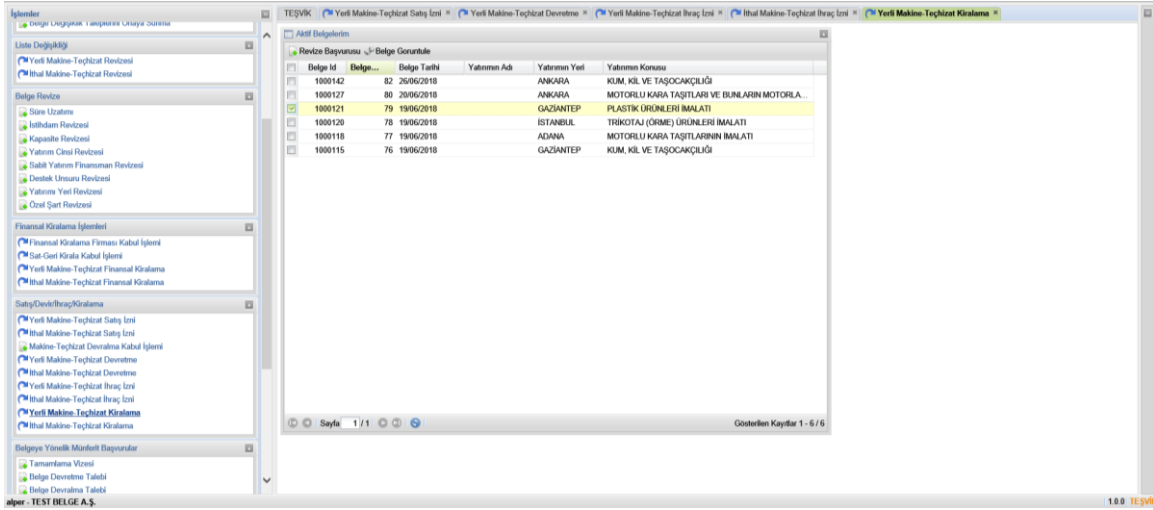 İşlemler
Belge Değişiklik Taleplerini Onaya Sunma
Liste Değişikliği
Yerli Makine-Teçhizat Revizesi
İthal Makine-Teçhizat Revizesi
Belge Revize
Süre Uzatımı
İstihdam Revizesi
Kapasite Revizesi
Yatırım Cinsi Revizesi
Sabit Yatırım Finansman Revizesi
Destek Unsuru Revizesi
Yatırım Yeri Revizesi
Özel Şart Revizesi
Finansal Kiralama İşlemleri
Finansal Kiralama Firması Kabul İşlemi
Sat-Geri Kirala Kabul İşlemi
Yerli Makine-Teçhizat Finansal Kiralama
İthal Makine-Teçhizat Finansal Kiralama
Satış/Devir/İhraç/Kiralama
Yerli Makine-Teçhizat Satış İzni
İthal Makine-Teçhizat Satış İzni
Makine-Teçhizat Devralma Kabul İşlemi
Yerli Makine-Teçhizat Devretme
İthal Makine-Teçhizat Devretme
Yerli Makine-Teçhizat İhraç İzni
İthal Makine-Teçhizat İhraç İzni
Yerli Makine-Teçhizat Kiralama
İthal Makine-Teçhizat Kiralama
Belgeye Yönelik Münferit Başvurular
Tamamlama Vizesi
Belge Devretme Talebi
Belge Devralma Talebi
TEŞVİK Yerli Makine-Teçhizat Satış İzni Yerli Makine-Teçhizat Devretme Yerli Makine-Teçhizat İhraç İzni İthal Makine-Teçhizat İhraç İzni Yerli Makine-Teçhizat Kiralama
Aktif Belgelerim
Revize Başvurusu Belge Goruntule
Belge Id Belge... Belge Tarihi Yatırımın Adı Yatırımın Yeri Yatırımın Konusu
1000142 82 26/06/2018 ANKARA KUM, KİL VE TAŞOCAKÇILIĞI
1000127 80 20/06/2018 ANKARA MOTORLU KARA TAŞITLARI VE BUNLARIN MOTORLA...
1000121 79 19/06/2018 GAZİANTEP PLASTİK ÜRÜNLERİ İMALATI
1000120 78 19/06/2018 İSTANBUL TRİKOTAJ (ÖRME) ÜRÜNLERİ İMALATI
1000118 77 19/06/2018 ADANA MOTORLU KARA TAŞITLARININ İMALATI
1000115 76 19/06/2018 GAZİANTEP KUM, KİL VE TAŞOCAKÇILIĞI
Sayfa 1 / 1 Gösterilen Kayıtlar 1 - 6 / 6
alper - TEST BELGE A.Ş. 1.0.0 TEŞVİK